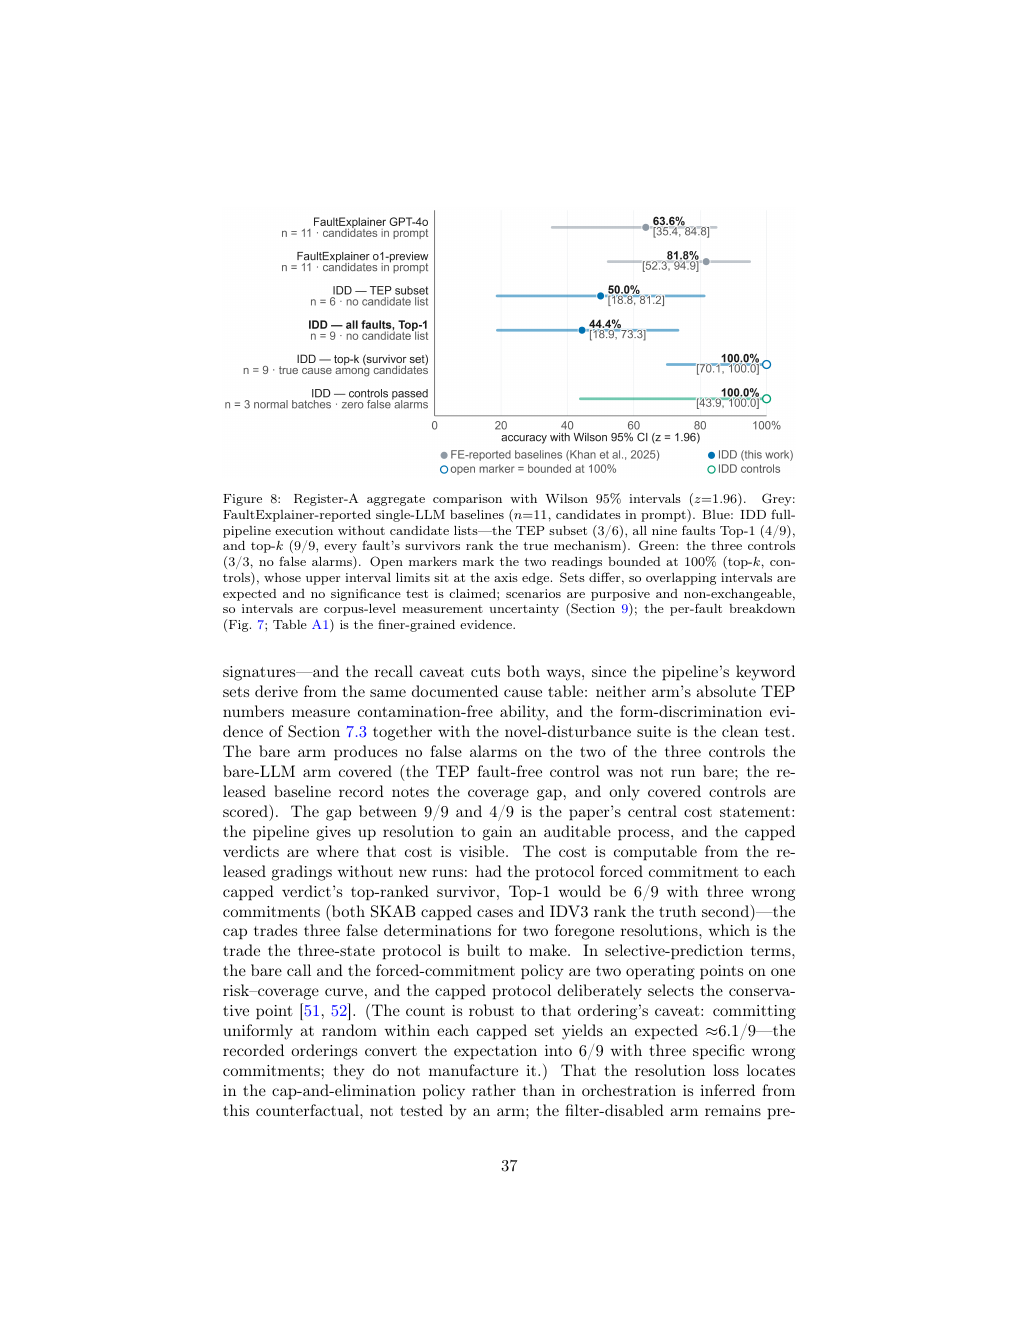 FaultExplainer GPT-4o
n = 11 · candidates in prompt
63.6%
[35.4, 84.8]
FaultExplainer o1-preview
n = 11 · candidates in prompt
81.8%
[52.3, 94.9]
IDD — TEP subset
n = 6 · no candidate list
50.0%
[18.8, 81.2]
IDD — all faults, Top-1
n = 9 · no candidate list
44.4%
[18.9, 73.3]
IDD — top-k (survivor set)
n = 9 · true cause among candidates
100.0%
[70.1, 100.0]
IDD — controls passed
n = 3 normal batches · zero false alarms
100.0%
[43.9, 100.0]
0 20 40 60 80 100%
accuracy with Wilson 95% CI (z = 1.96)
FE-reported baselines (Khan et al., 2025) IDD (this work)
open marker = bounded at 100% IDD controls
Figure 8: Register-A aggregate comparison with Wilson 95% intervals (z=1.96). Grey:
FaultExplainer-reported single-LLM baselines (n=11, candidates in prompt). Blue: IDD full-
pipeline execution without candidate lists—the TEP subset (3/6), all nine faults Top-1 (4/9),
and top-k (9/9, every fault's survivors rank the true mechanism). Green: the three controls
(3/3, no false alarms). Open markers mark the two readings bounded at 100% (top-k, con-
trols), whose upper interval limits sit at the axis edge. Sets differ, so overlapping intervals are
expected and no significance test is claimed; scenarios are purposive and non-exchangeable,
so intervals are corpus-level measurement uncertainty (Section 9); the per-fault breakdown
(Fig. 7; Table A1) is the finer-grained evidence.
signatures—and the recall caveat cuts both ways, since the pipeline's keyword
sets derive from the same documented cause table: neither arm's absolute TEP
numbers measure contamination-free ability, and the form-discrimination evi-
dence of Section 7.3 together with the novel-disturbance suite is the clean test.
The bare arm produces no false alarms on the two of the three controls the
bare-LLM arm covered (the TEP fault-free control was not run bare; the re-
leased baseline record notes the coverage gap, and only covered controls are
scored). The gap between 9/9 and 4/9 is the paper's central cost statement:
the pipeline gives up resolution to gain an auditable process, and the capped
verdicts are where that cost is visible. The cost is computable from the re-
leased gradings without new runs: had the protocol forced commitment to each
capped verdict's top-ranked survivor, Top-1 would be 6/9 with three wrong
commitments (both SKAB capped cases and IDV3 rank the truth second)—the
cap trades three false determinations for two foregone resolutions, which is the
trade the three-state protocol is built to make. In selective-prediction terms,
the bare call and the forced-commitment policy are two operating points on one
risk–coverage curve, and the capped protocol deliberately selects the conserva-
tive point [51, 52]. (The count is robust to that ordering's caveat: committing
uniformly at random within each capped set yields an expected ≈6.1/9—the
recorded orderings convert the expectation into 6/9 with three specific wrong
commitments; they do not manufacture it.) That the resolution loss locates
in the cap-and-elimination policy rather than in orchestration is inferred from
this counterfactual, not tested by an arm; the filter-disabled arm remains pre-
37